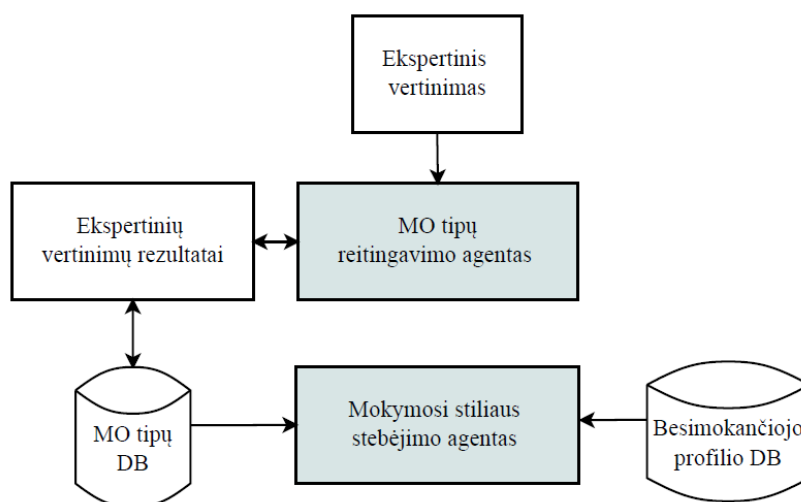 Ekspertinis
vertinimas
Ekspertinių
vertinimų rezultatai
MO tipų
reitingavimo agentas
MO tipų
DB
Mokymosi stiliaus
stebėjimo agentas
Besimokančiojo
profilio DB